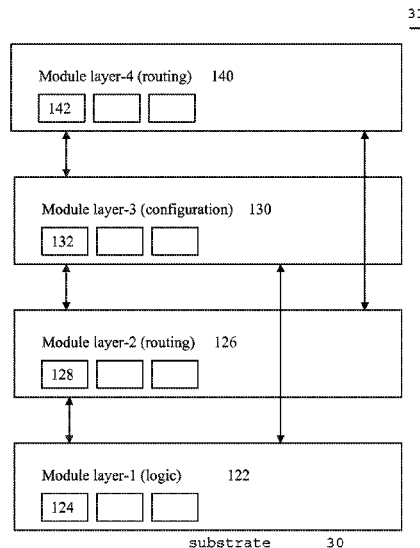 Module layer-4 (routing) 140
142
Module layer-3 (configuration) 130
132
Module layer-2 (routing) 126
128
Module layer-1 (logic) 122
124
substrate 30